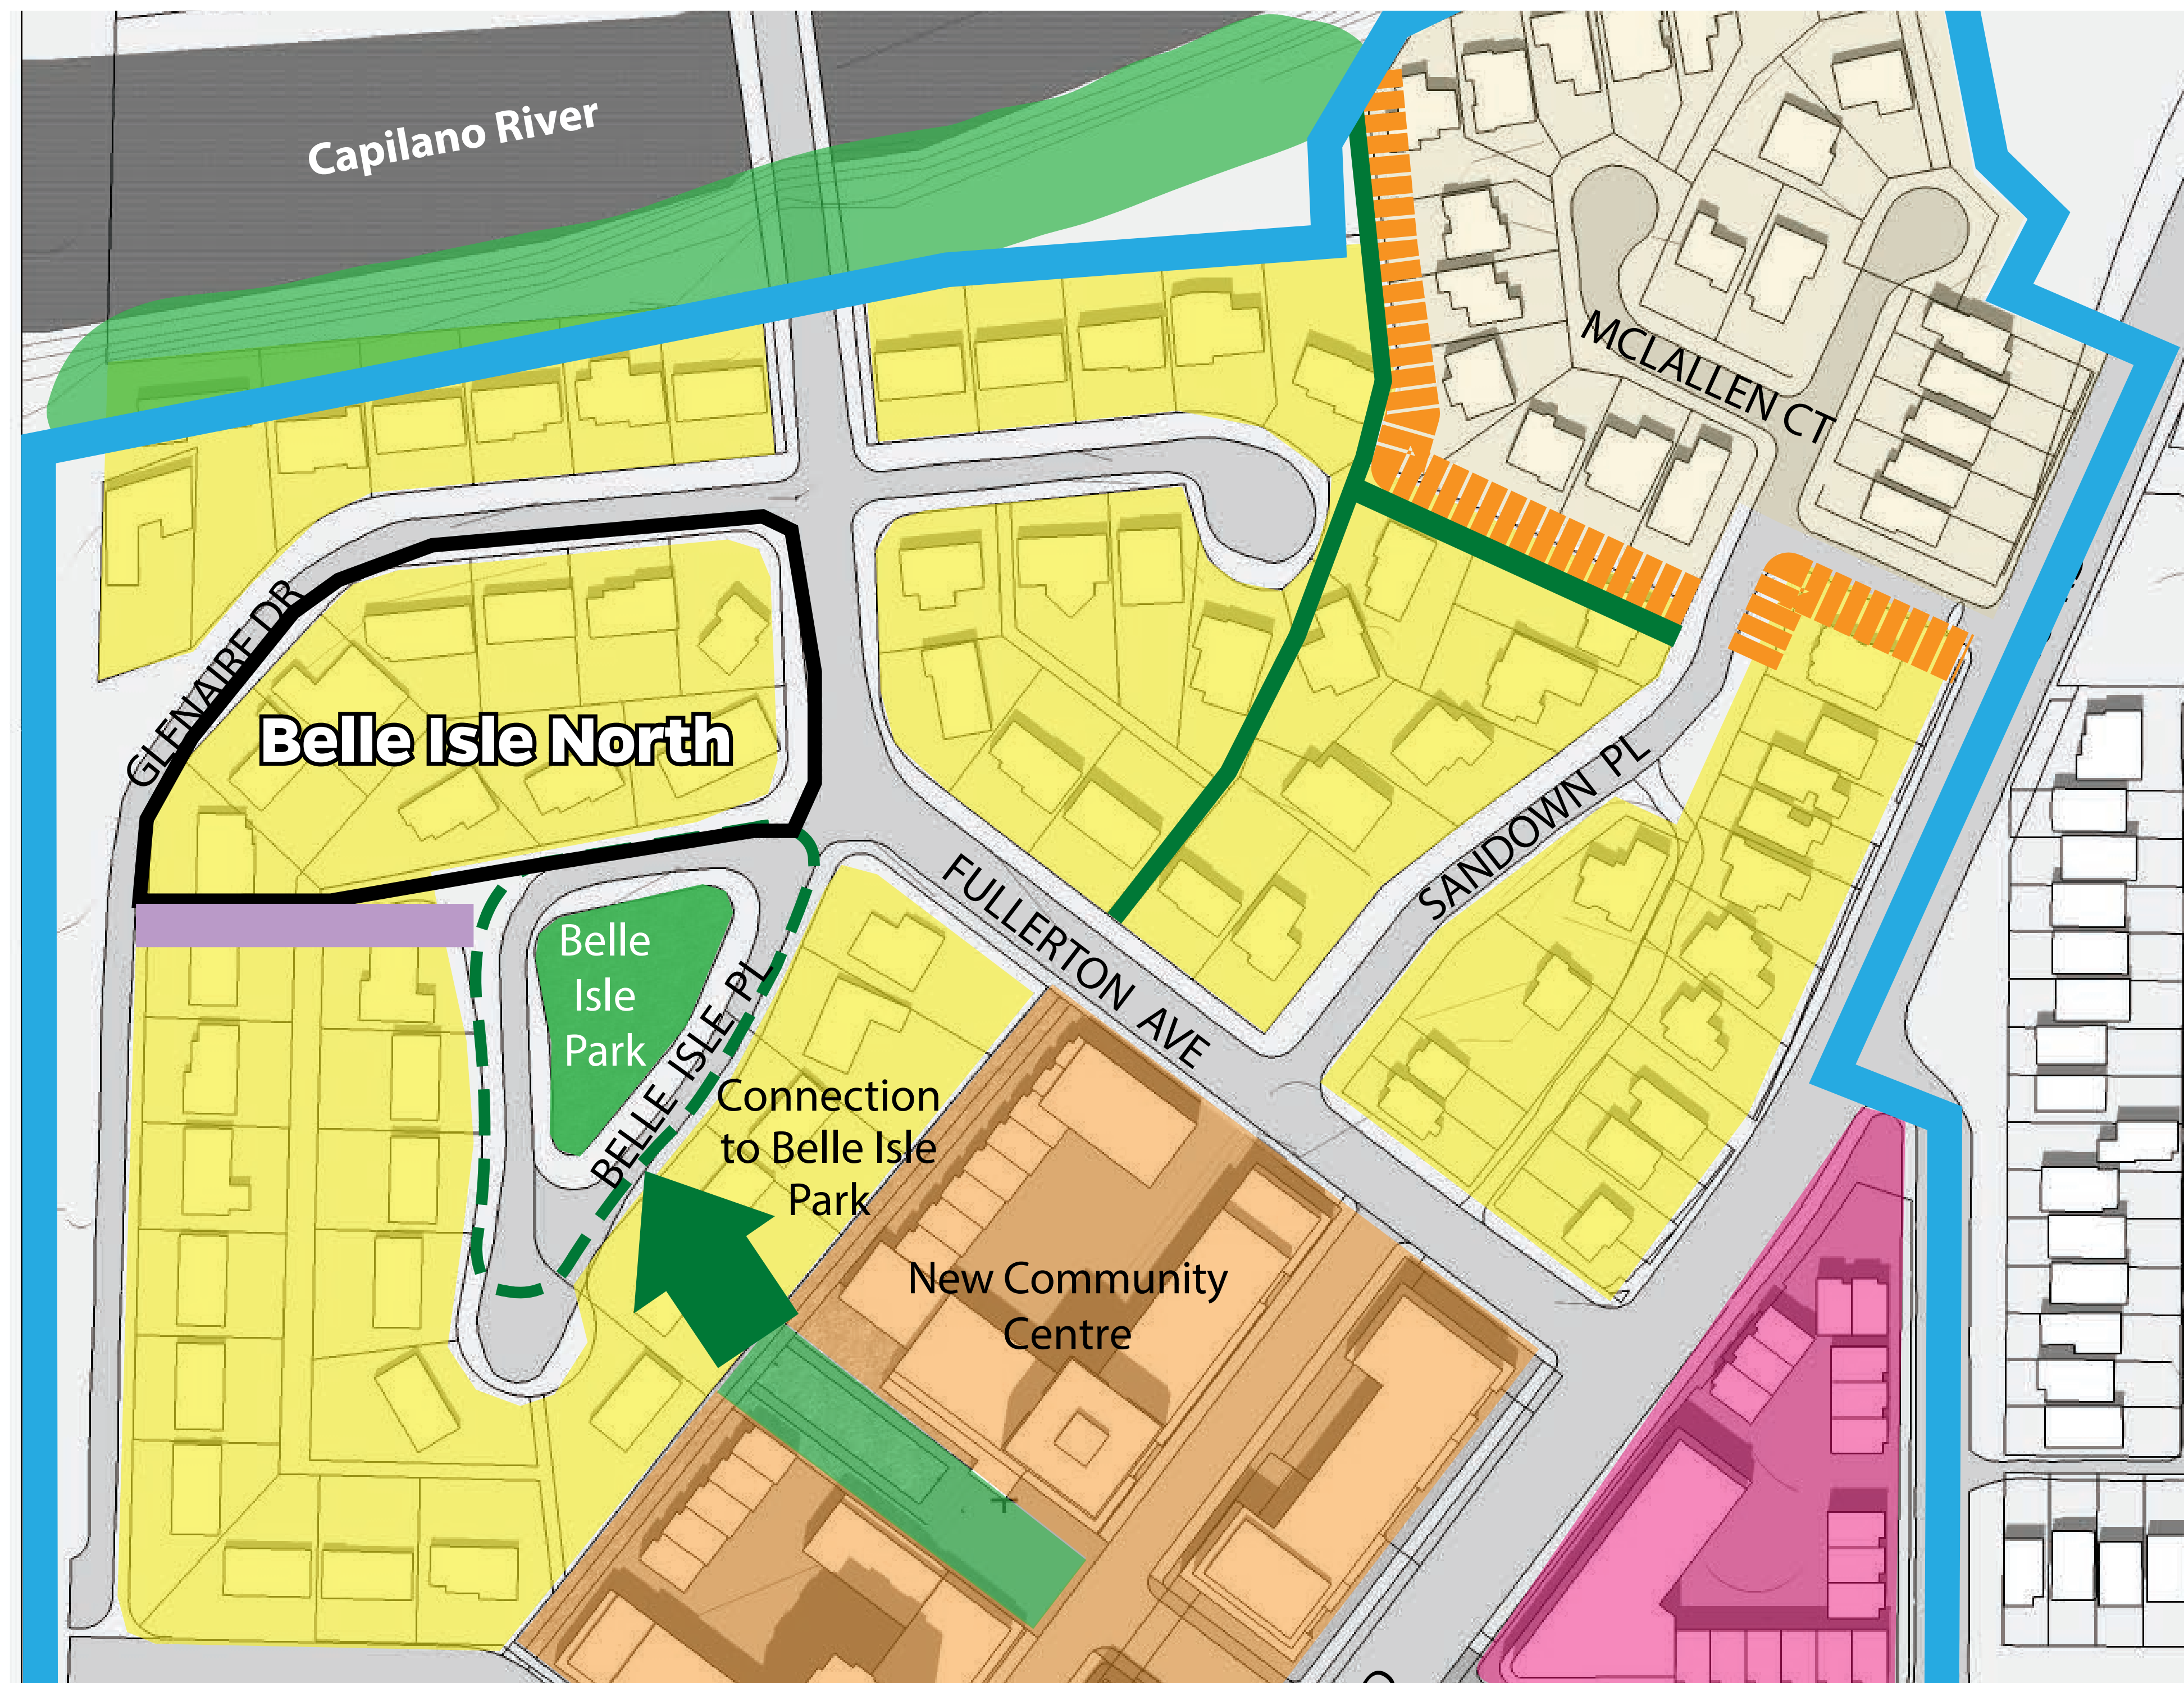 Capilano River
MCLALLEN CT
GLENAIRE DR
Belle Isle North
SANDOWN PL
FULLERTON AVE
Belle
Isle
Park
BELLE ISLE PL
Connection
to Belle Isle
Park
New Community
Centre